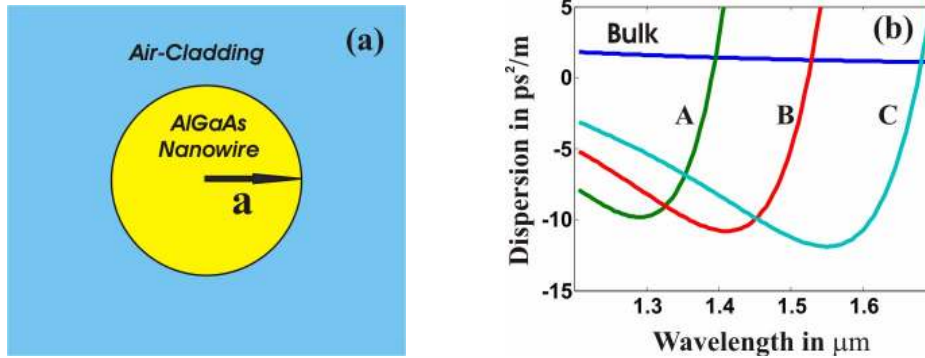 (a)
Air-Cladding
AlGaAs
Nanowire
a
(b)
Bulk
A
B
C
Dispersion in ps²/m
0
-5
-10
-15
1.3
1.4
1.5
1.6
Wavelength in μm